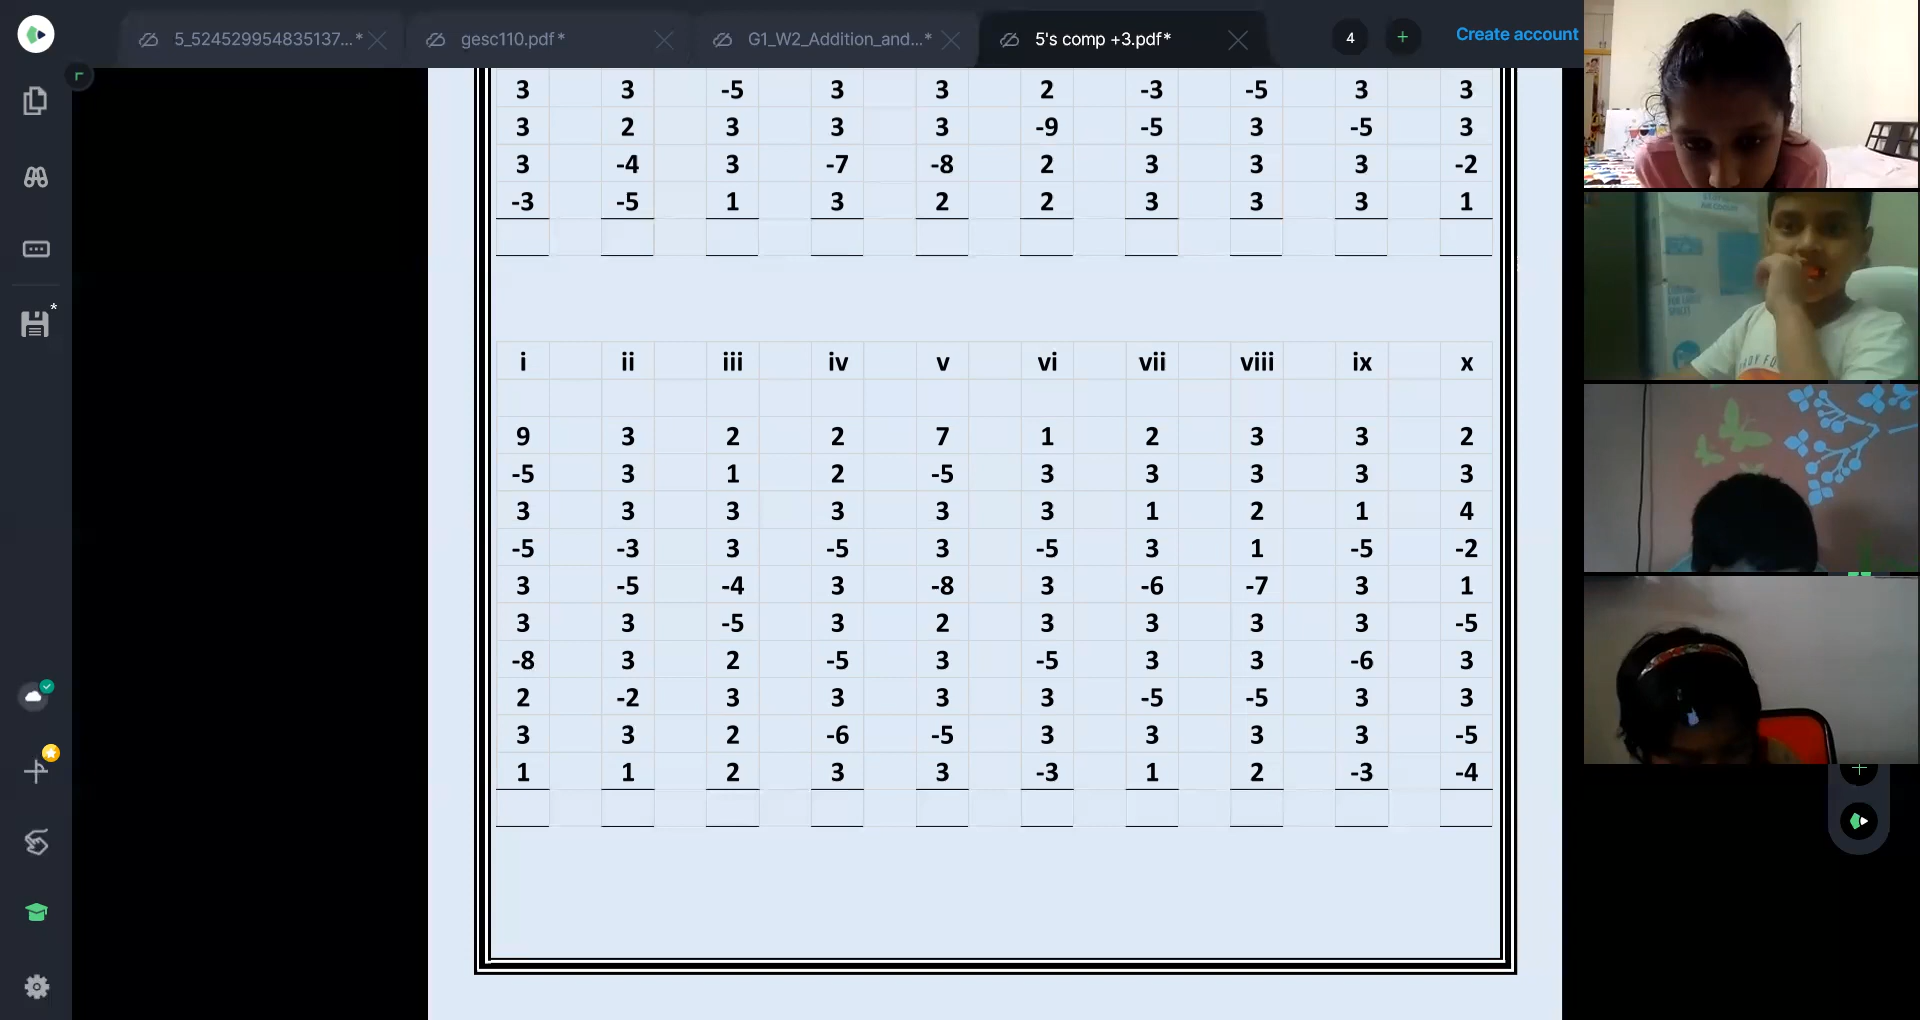 5_524529954835137...*
gesc110.pdf*
G1_W2_Addition_and...*
5's comp +3.pdf*
4
Create account
3 3 -5 3 3 2 -3 -5 3 3
3 2 3 3 3 -9 -5 3 -5 3
3 -4 3 -7 -8 2 3 3 3 -2
-3 -5 1 3 2 2 3 3 3 1
i ii iii iv v vi vii viii ix x
9 3 2 2 7 1 2 3 3 2
-5 3 1 2 -5 3 3 3 3 3
3 3 3 3 3 3 1 2 1 4
-5 -3 3 -5 3 -5 3 1 -5 -2
3 -5 -4 3 -8 3 -6 -7 3 1
3 3 -5 3 2 3 3 3 3 -5
-8 3 2 -5 3 -5 3 3 -6 3
2 -2 3 3 3 3 -5 -5 3 3
3 3 2 -6 -5 3 3 3 3 -5
1 1 2 3 3 -3 1 2 -3 -4